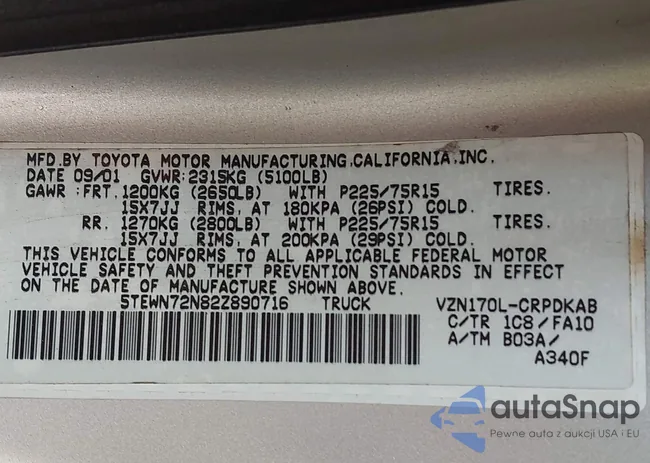 MFD.BY TOYOTA MOTOR MANUFACTURING,CALIFORNIA,INC.
DATE 09/01 GVWR:2315KG (5100LB)
GAWR :FRT.1200KG (2650LB) WITH P225/75R15 TIRES.
15X7JJ RIMS, AT 180KPA (26PSI) COLD.
RR. 1270KG (2800LB) WITH P225/75R15 TIRES.
15X7JJ RIMS, AT 200KPA (29PSI) COLD.
THIS VEHICLE CONFORMS TO ALL APPLICABLE FEDERAL MOTOR
VEHICLE SAFETY AND THEFT PREVENTION STANDARDS IN EFFECT
ON THE DATE OF MANUFACTURE SHOWN ABOVE.
5TEWN72N82Z890716 TRUCK VZN170L-CRPDKAB
C/TR 1C8/FA10
A/TM B03A/
A340F
autaSnap
Pewne auta z aukcji USA i EU